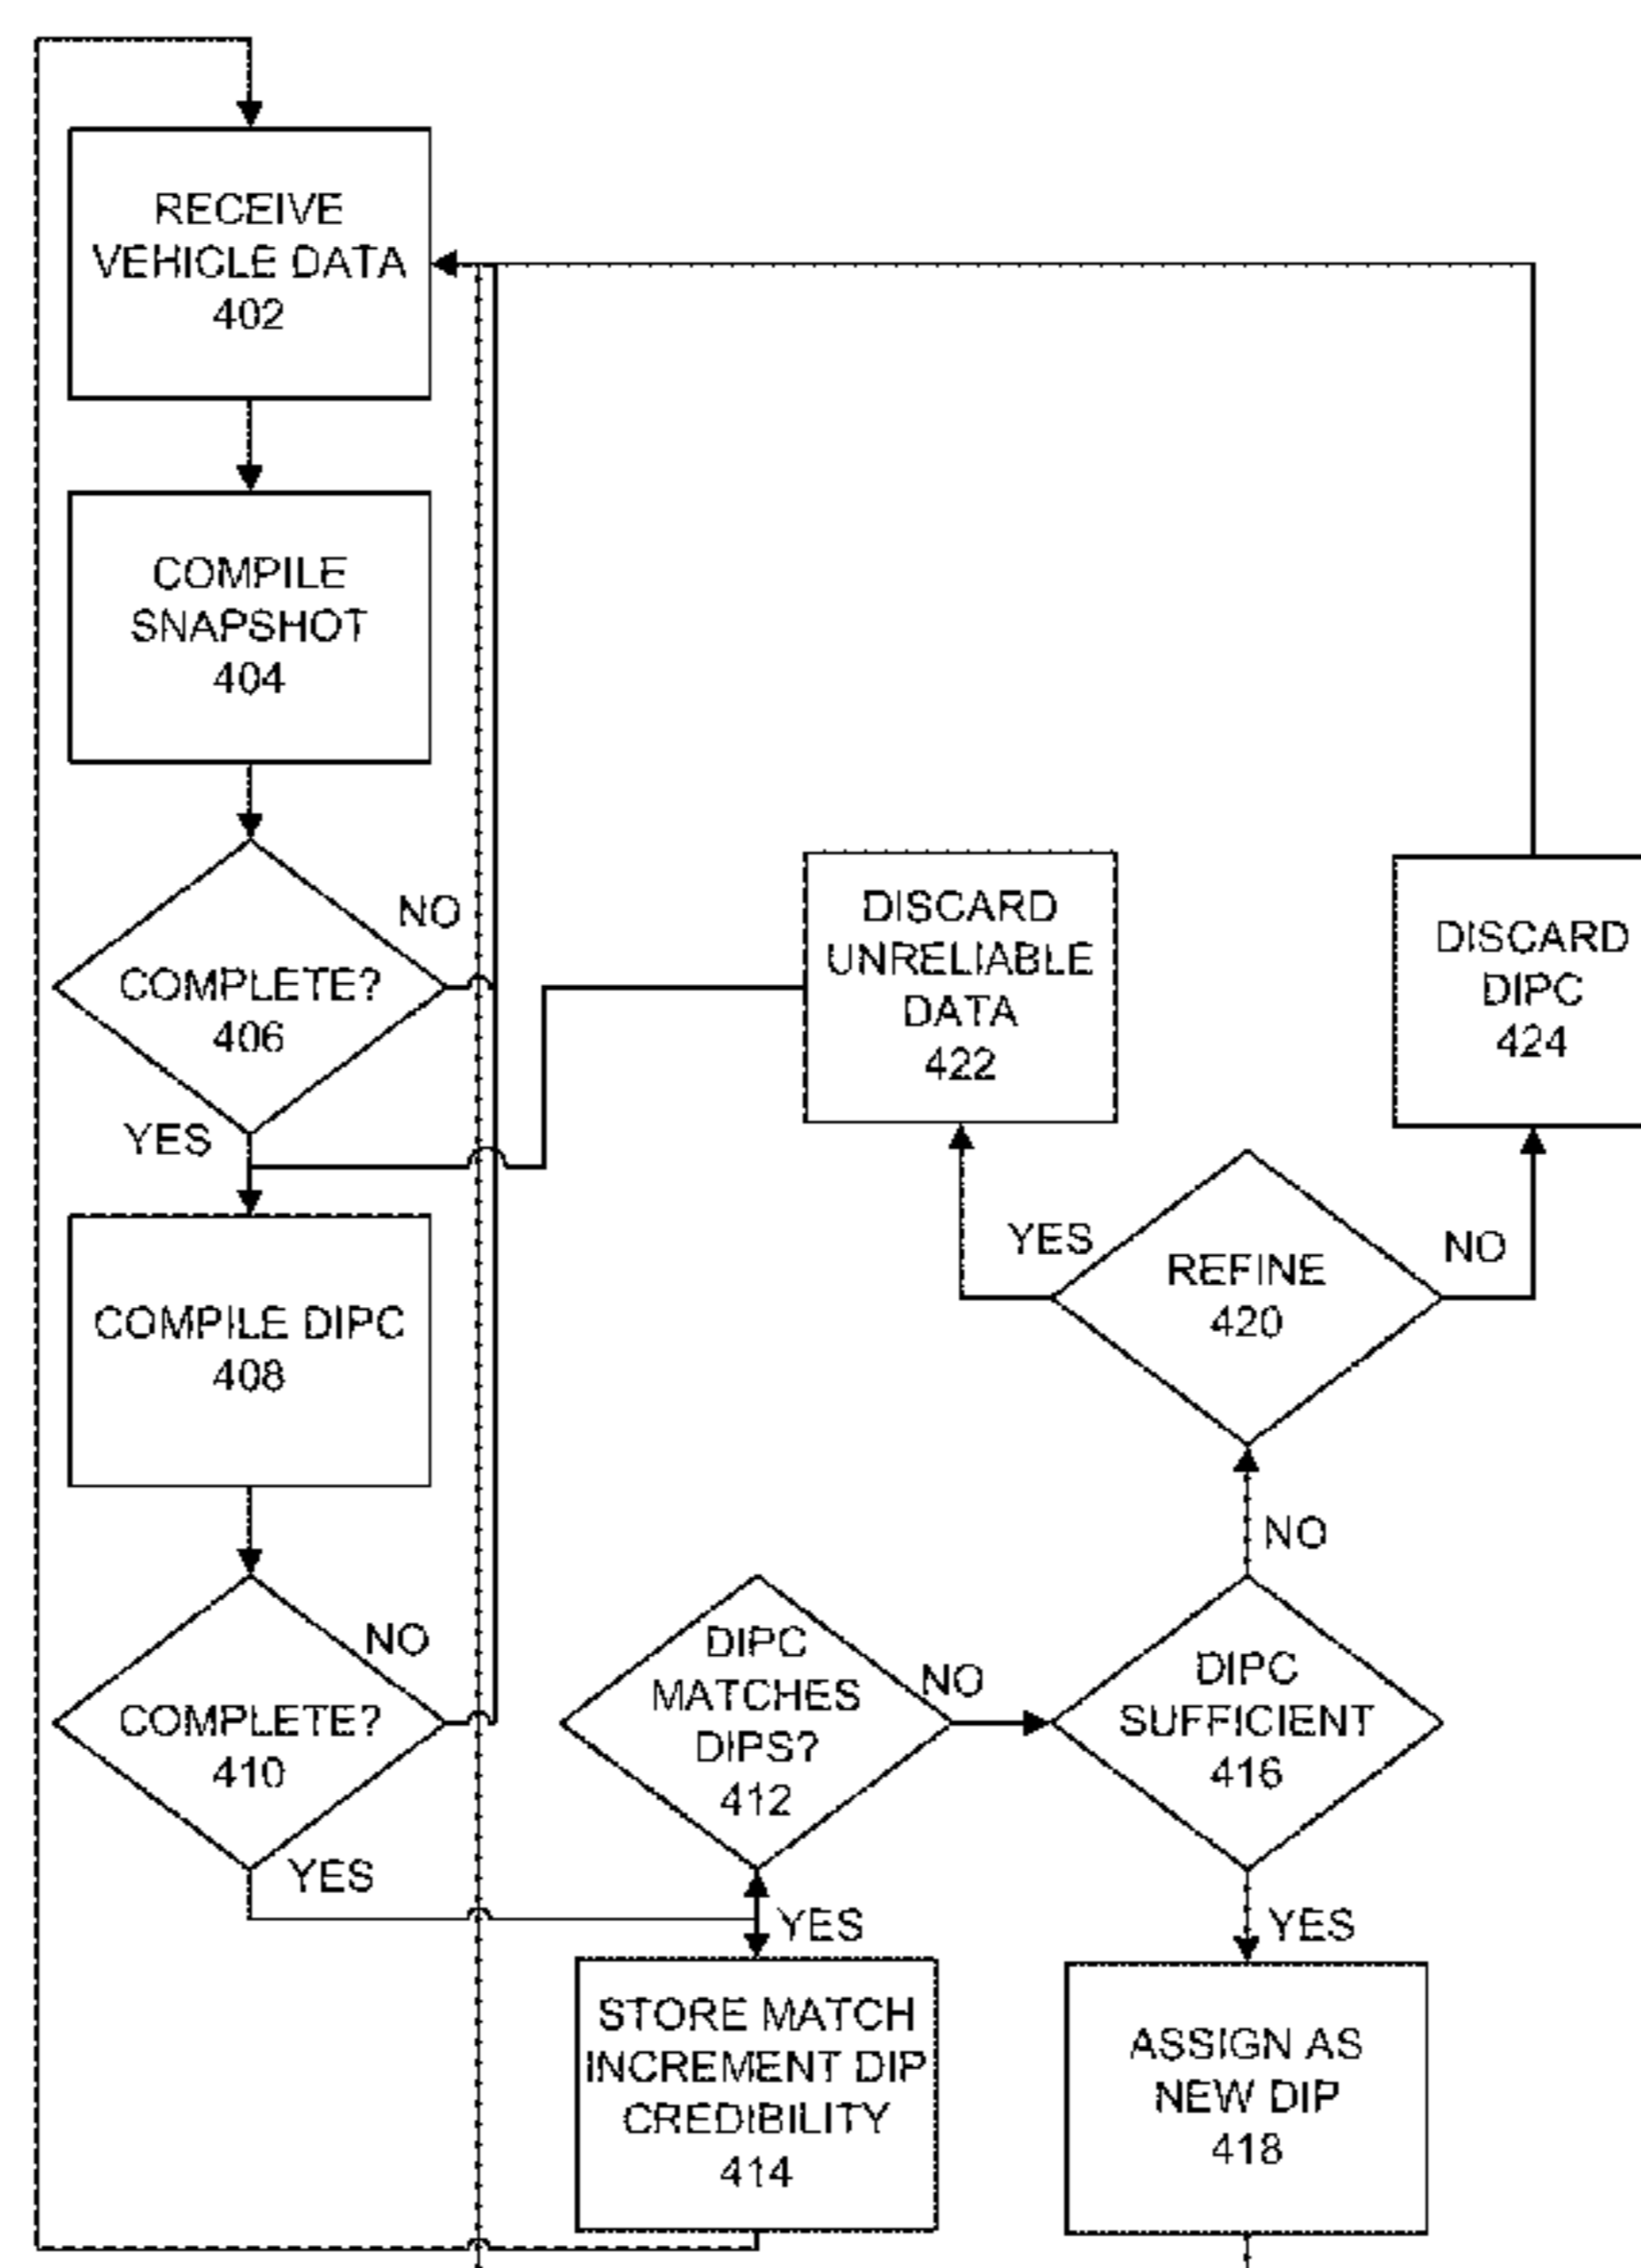 RECEIVE
VEHICLE DATA
402
COMPILE
SNAPSHOT
404
NO
COMPLETE?
406
YES
DISCARD
UNRELIABLE
DATA
422
DISCARD
DIPC
424
COMPILE DIPC
408
YES
REFINE
420
NO
NO
NO
COMPLETE?
410
YES
DIPC
MATCHES
DIPS?
412
NO
DIPC
SUFFICIENT
416
YES
YES
STORE MATCH
INCREMENT DIP
CREDIBILITY
414
ASSIGN AS
NEW DIP
418